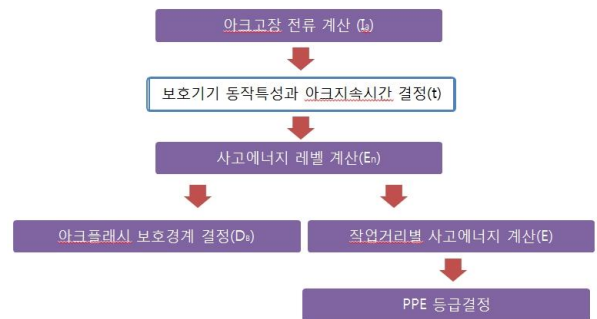 아크고장 전류 계산 (Ia)
보호기기 동작특성과 아크지속시간 결정(t)
사고에너지 레벨 계산(En)
아크플래시 보호경계 결정(DB)
작업거리별 사고에너지 계산(E)
PPE 등급결정